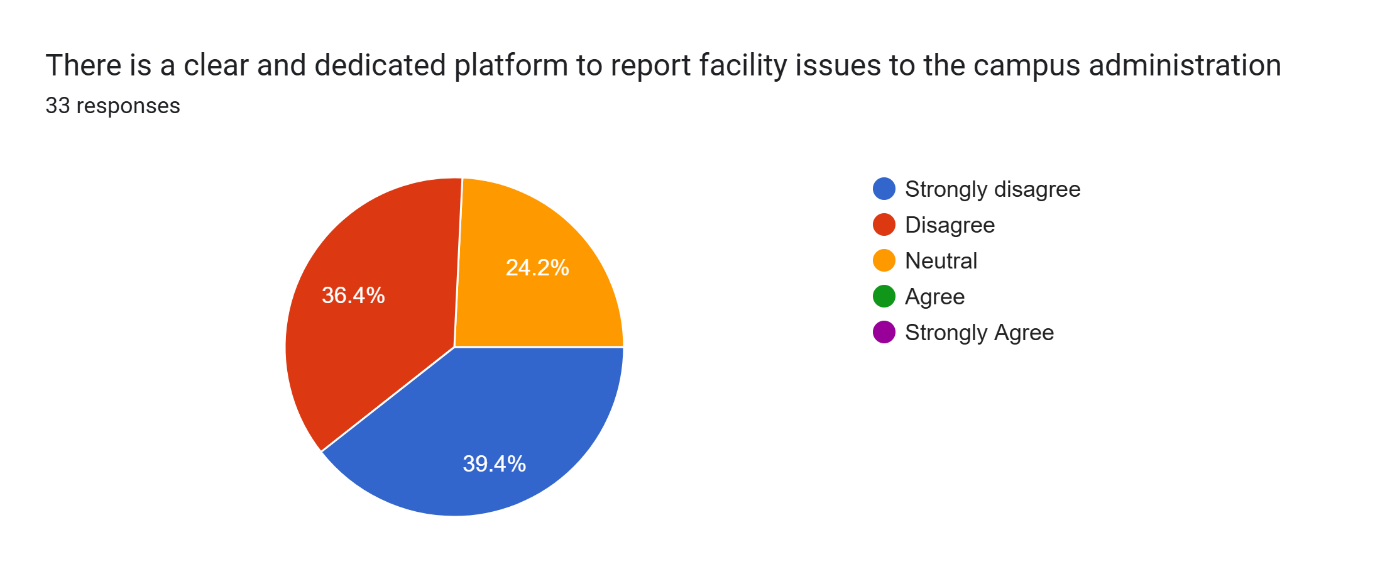 There is a clear and dedicated platform to report facility issues to the campus administration
33 responses
24.2%
36.4%
39.4%
Strongly disagree
Disagree
Neutral
Agree
Strongly Agree